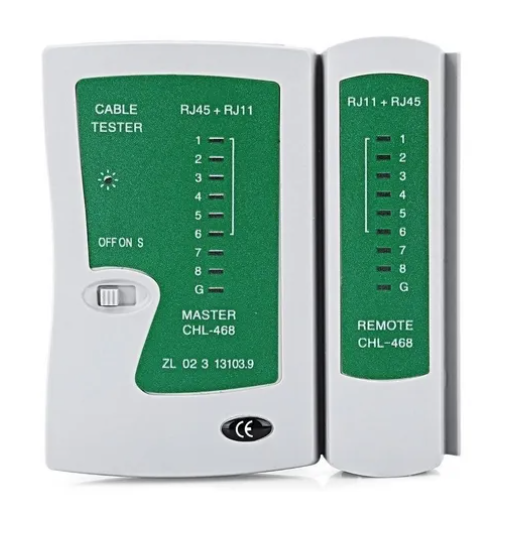 CABLE
TESTER
OFF ON S
RJ45 + RJ11
1
2
3
4
5
6
7
8
G
MASTER
CHL-468
ZL 02 3 13103.9
CE
RJ11 + RJ45
1
2
3
4
5
6
7
8
G
REMOTE
CHL-468